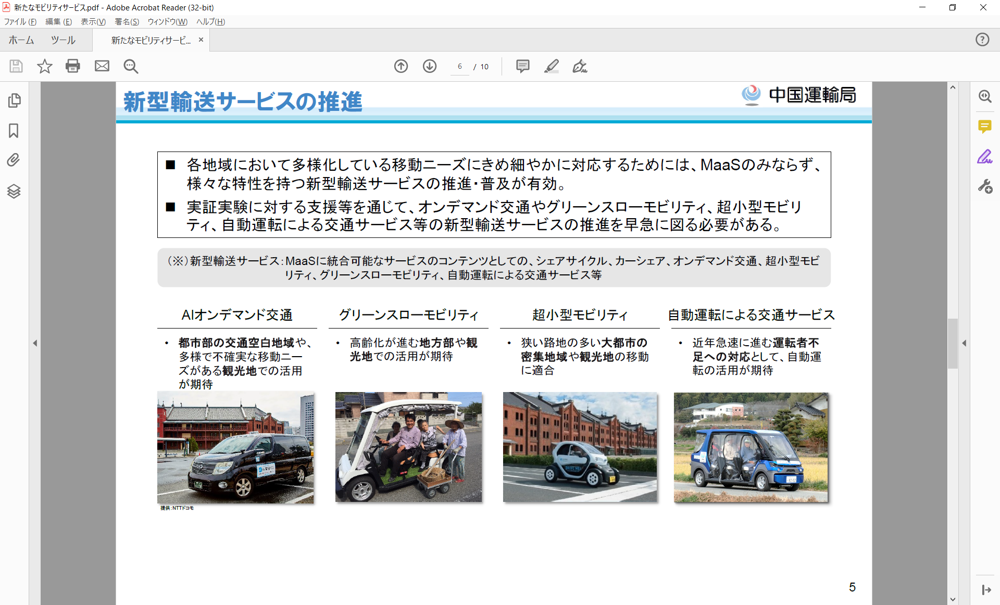 新たなモビリティサービス.pdf - Adobe Acrobat Reader (32-bit)
ファイル(F) 編集(E) 表示(V) 署名(S) ウィンドウ(W) ヘルプ(H)
ホーム ツール 新たなモビリティサービ... ×
6 / 10
新型輸送サービスの推進
中国運輸局
■ 各地域において多様化している移動ニーズにきめ細やかに対応するためには、MaaSのみならず、
様々な特性を持つ新型輸送サービスの推進・普及が有効。
■ 実証実験に対する支援等を通じて、オンデマンド交通やグリーンスローモビリティ、超小型モビリ
ティ、自動運転による交通サービス等の新型輸送サービスの推進を早急に図る必要がある。
(※)新型輸送サービス:MaaSに統合可能なサービスのコンテンツとしての、シェアサイクル、カーシェア、オンデマンド交通、超小型モビ
リティ、グリーンスローモビリティ、自動運転による交通サービス等
AIオンデマンド交通
• 都市部の交通空白地域や、
多様で不確実な移動ニー
ズがある観光地での活用
が期待
提供:NTTドコモ
グリーンスローモビリティ
• 高齢化が進む地方部や観
光地での活用が期待
超小型モビリティ
• 狭い路地の多い大都市の
密集地域や観光地の移動
に適合
自動運転による交通サービス
• 近年急速に進む運転者不
足への対応として、自動運
転の活用が期待
5